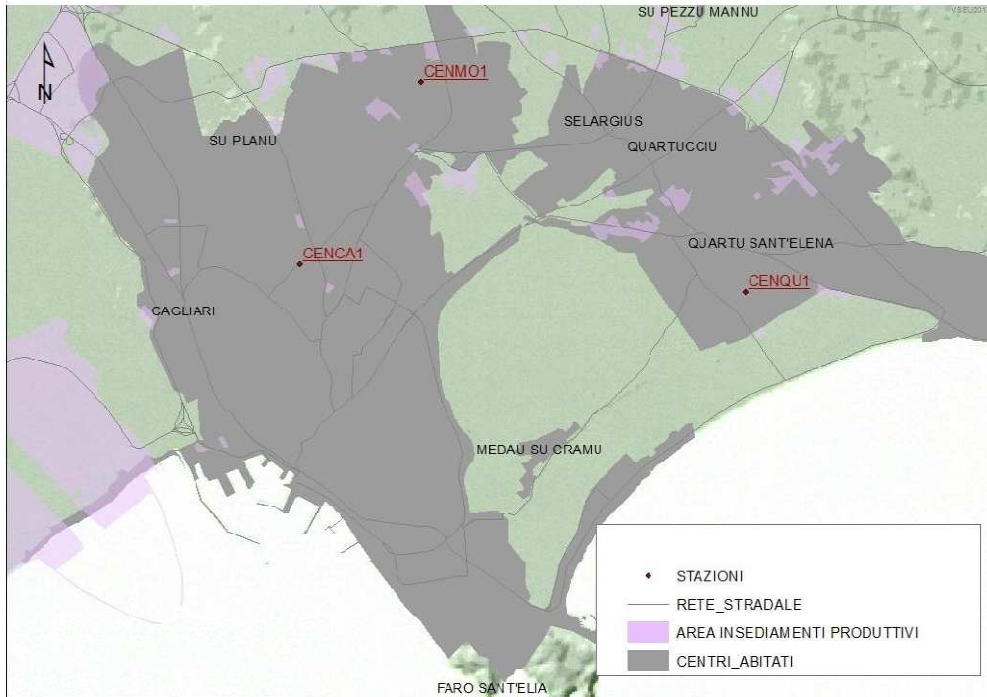 SU PEZZU MANNU
VSEU201
CENMO1
N
SELARGIUS
SU PLANU
QUARTUCCIU
QUARTU SANT'ELENA
CENCA1
CENQU1
CAGLIARI
MEDAU SU CRAMU
STAZIONI
RETE_STRADALE
AREA INSEDIAMENTI PRODUTTIVI
CENTRI_ABITATI
FARO SANT'ELIA